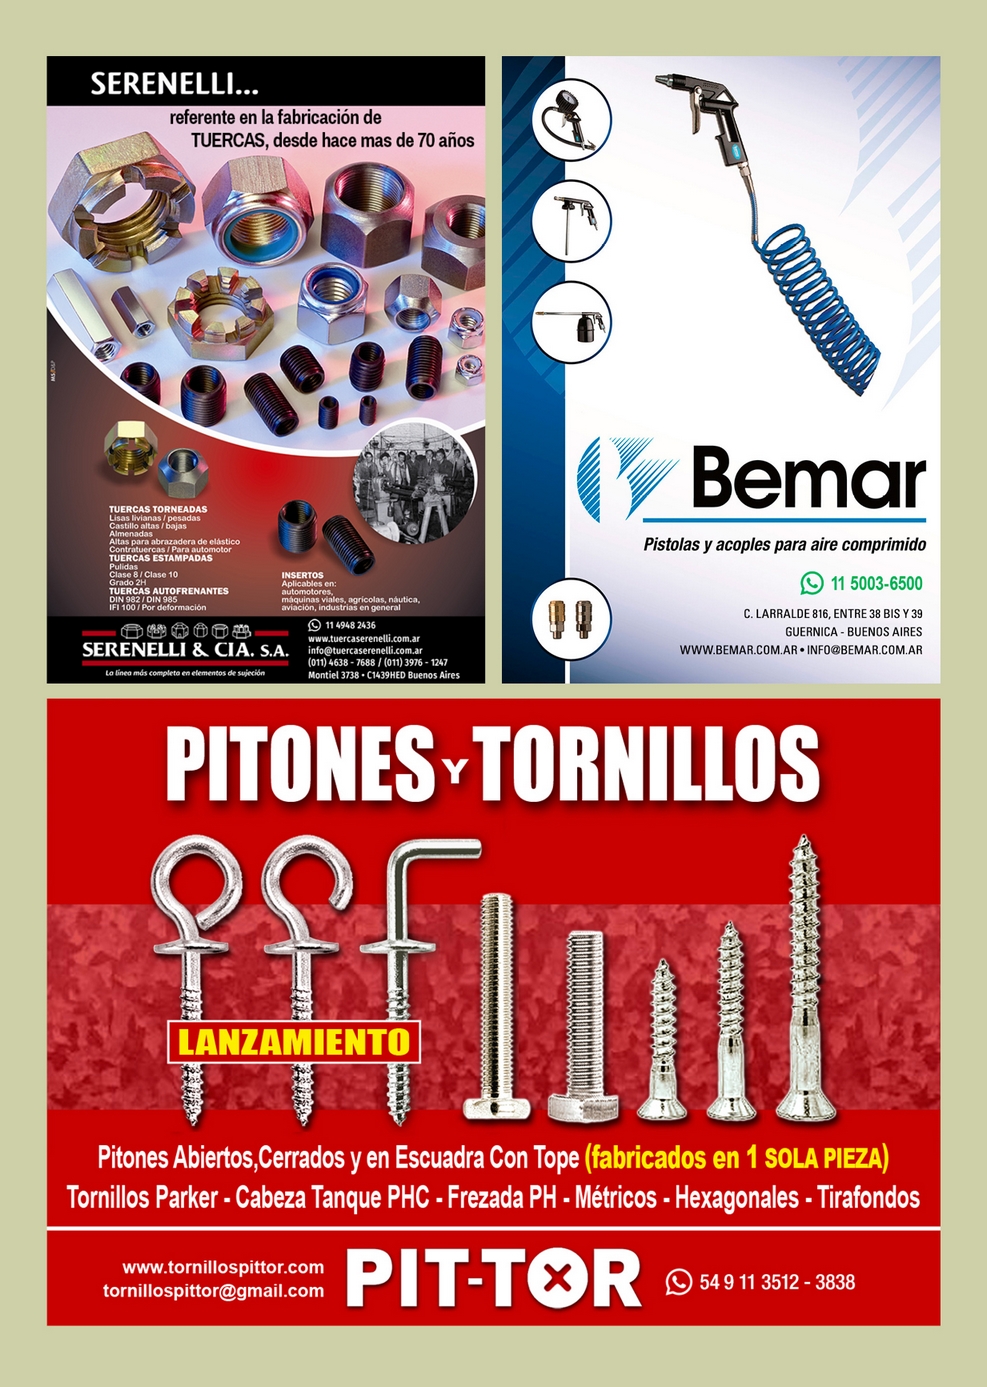 SERENELLI...
referente en la fabricación de
TUERCAS, desde hace mas de 70 años
TUERCAS TORNEADAS
Lisas livianas / pesadas
Castillo altas / bajas
Almenadas
Altas para abrazadera de elástico
Contratuercas / Para automotor
TUERCAS ESTAMPADAS
Pulidas
Clase 8 / Clase 10
Grado 2H
TUERCAS AUTOFRENANTES
DIN 982 / DIN 985
IFI 100 / Por deformación
INSERTOS
Aplicables en:
automotores,
máquinas viales, agrícolas, náutica,
aviación, industrias en general
SERENELLI & CIA. S.A.
La línea más completa en elementos de sujeción
11 4948 2436
www.tuercaserenelli.com.ar
info@tuercaserenelli.com.ar
(011) 4638 - 7688 / (011) 3976 - 1247
Montiel 3738 • C1439HED Buenos Aires
Bemar
Pistolas y acoples para aire comprimido
11 5003-6500
C. LARRALDE 816, ENTRE 38 BIS Y 39
GUERNICA - BUENOS AIRES
WWW.BEMAR.COM.AR • INFO@BEMAR.COM.AR
PITONES Y TORNILLOS
LANZAMIENTO
Pitones Abiertos,Cerrados y en Escuadra Con Tope (fabricados en 1 SOLA PIEZA)
Tornillos Parker - Cabeza Tanque PHC - Frezada PH - Métricos - Hexagonales - Tirafondos
www.tornillospittor.com
tornillospittor@gmail.com
PIT-TOR
54 9 11 3512 - 3838